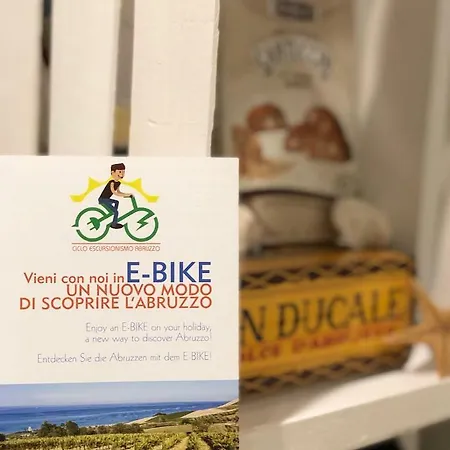 CICLO ESCURSIONISMO ABRUZZO
Vieni con noi in E-BIKE
UN NUOVO MODO
DI SCOPRIRE L'ABRUZZO
Enjoy an E-BIKE on your holiday,
a new way to discover Abruzzo!
Entdecken Sie die Abruzzen mit dem E BIKE!
N DUCALE